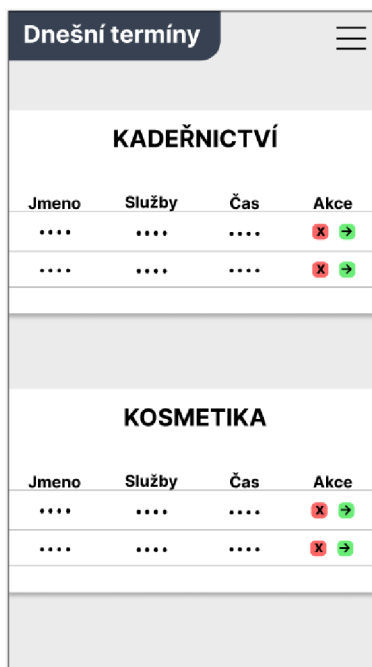 Dnešní termíny
KADEŘNICTVÍ
Jmeno Služby Čas Akce
.... .... .... X →
.... .... .... X →
KOSMETIKA
Jmeno Služby Čas Akce
.... .... .... X →
.... .... .... X →